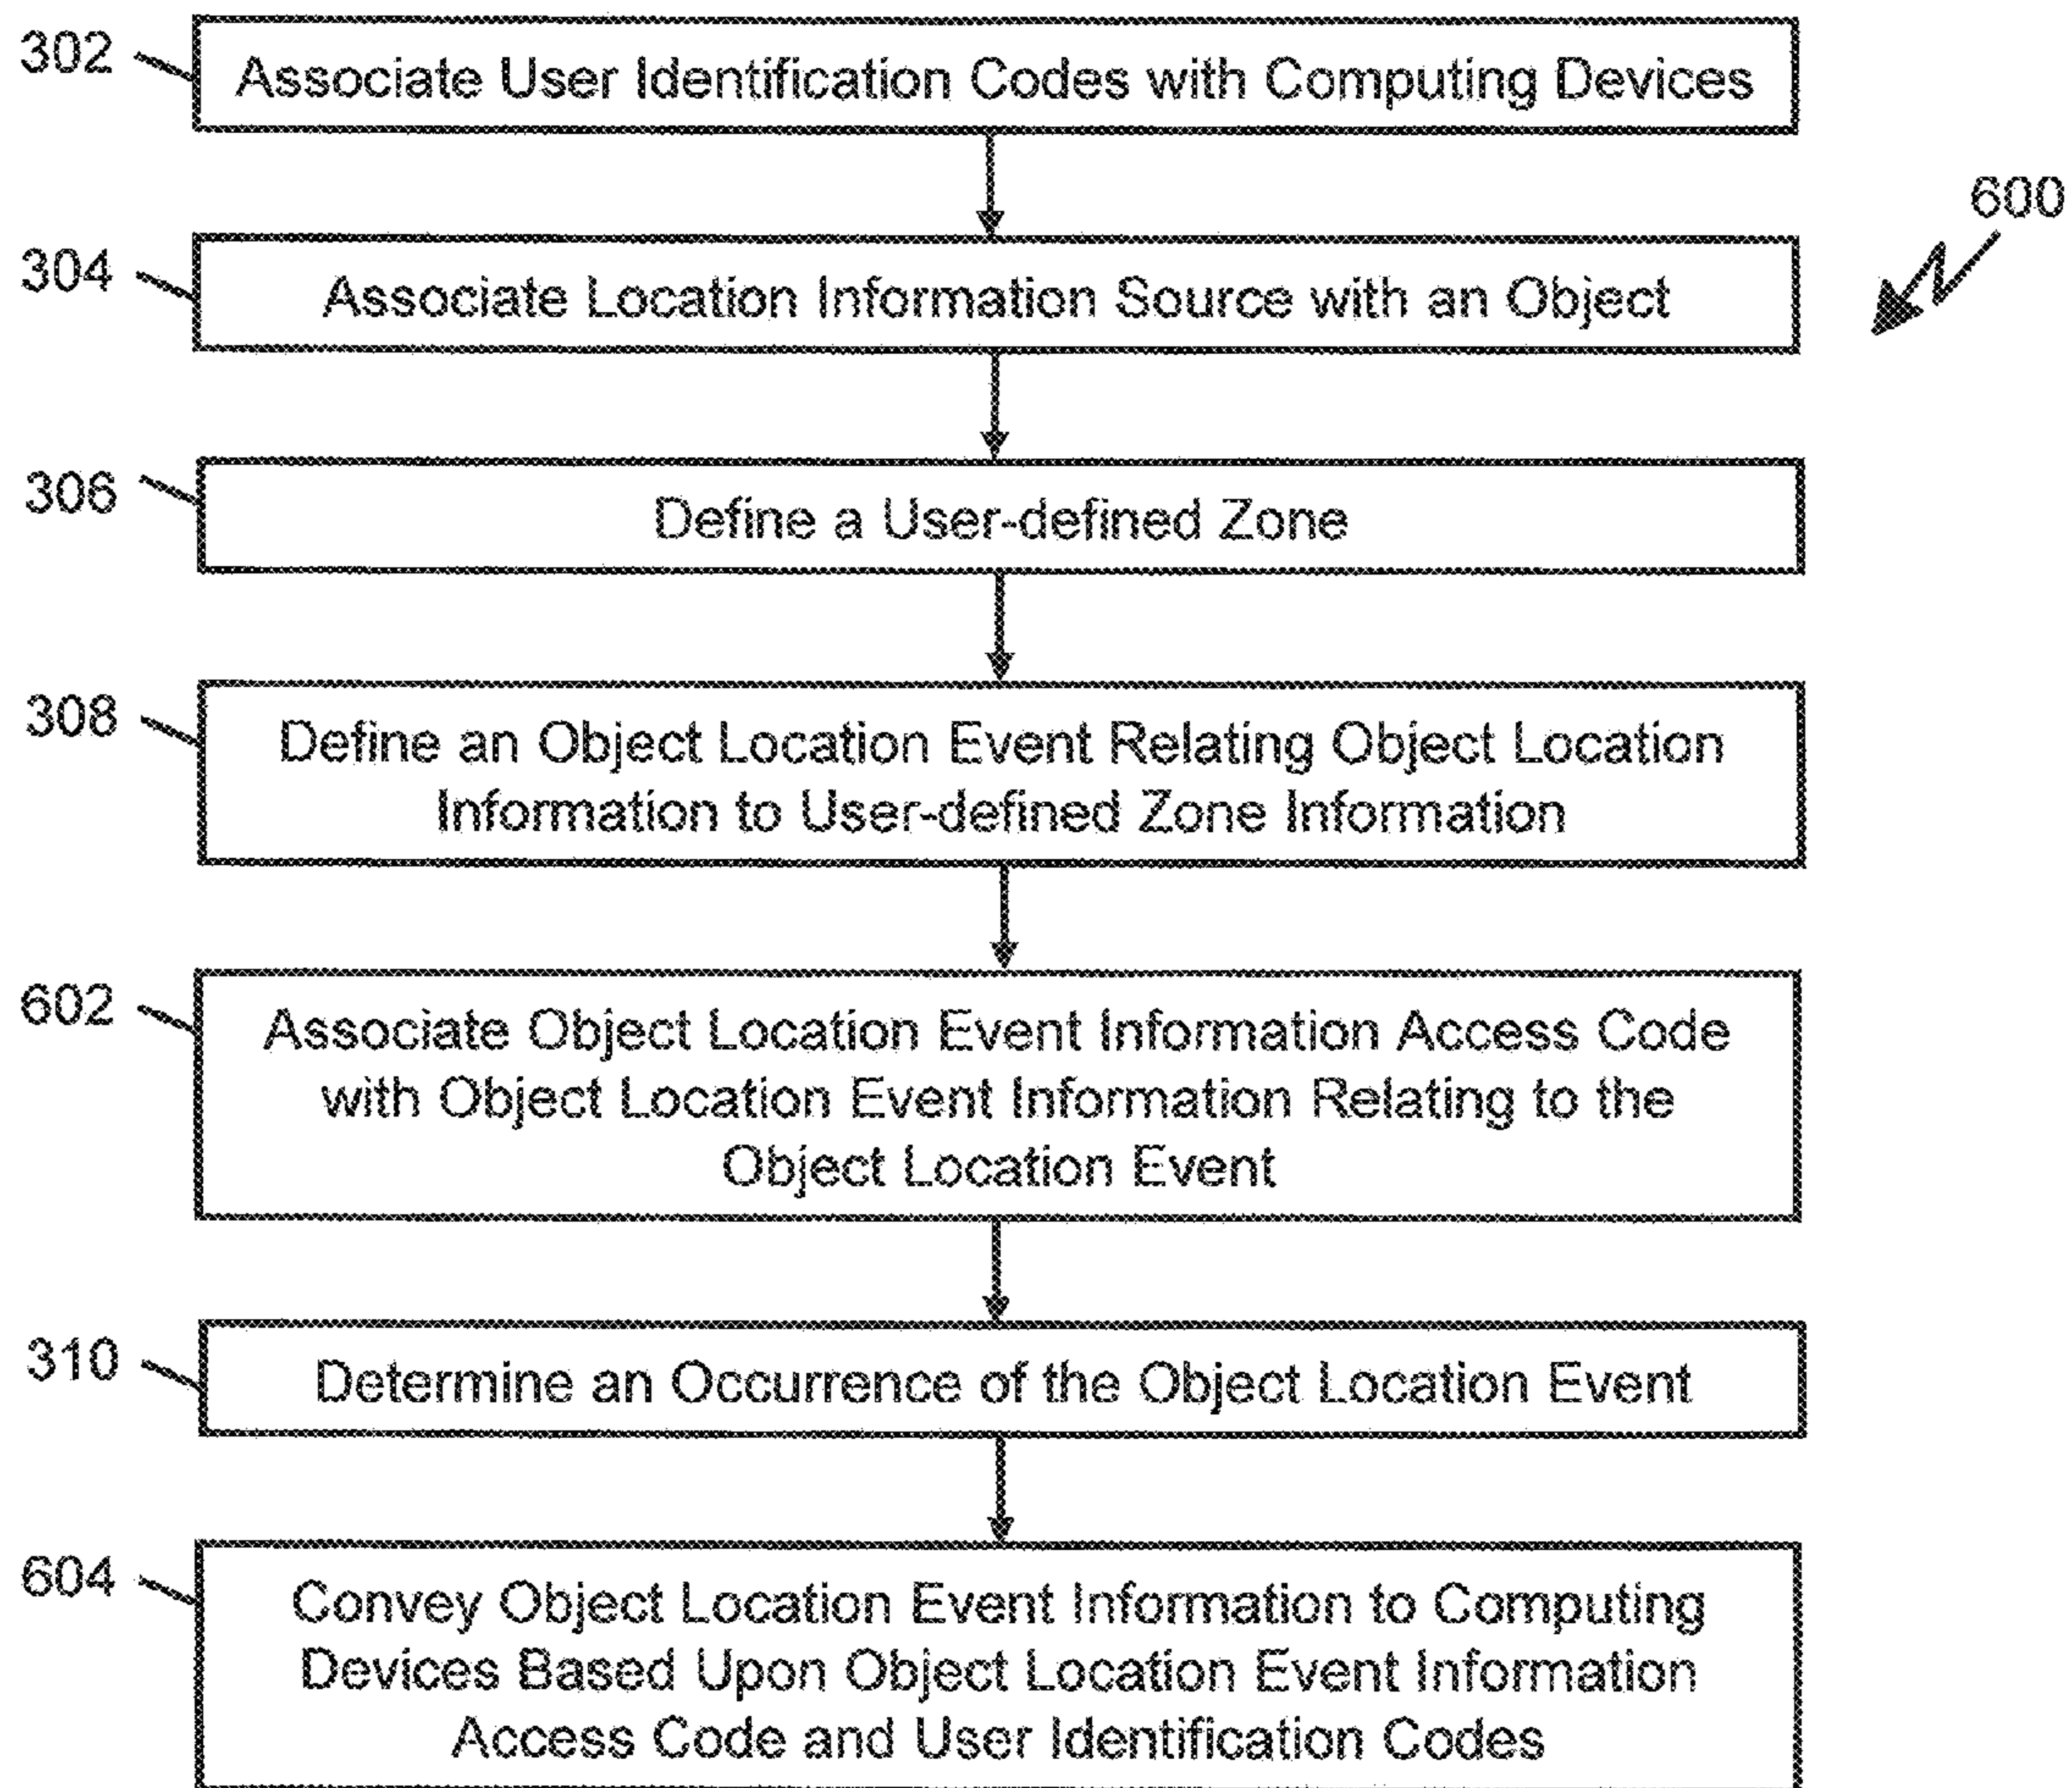 302
Associate User Identification Codes with Computing Devices
600
304
Associate Location Information Source with an Object
306
Define a User-defined Zone
308
Define an Object Location Event Relating Object Location
Information to User-defined Zone Information
602
Associate Object Location Event Information Access Code
with Object Location Event Information Relating to the
Object Location Event
310
Determine an Occurrence of the Object Location Event
604
Convey Object Location Event Information to Computing
Devices Based Upon Object Location Event Information
Access Code and User Identification Codes